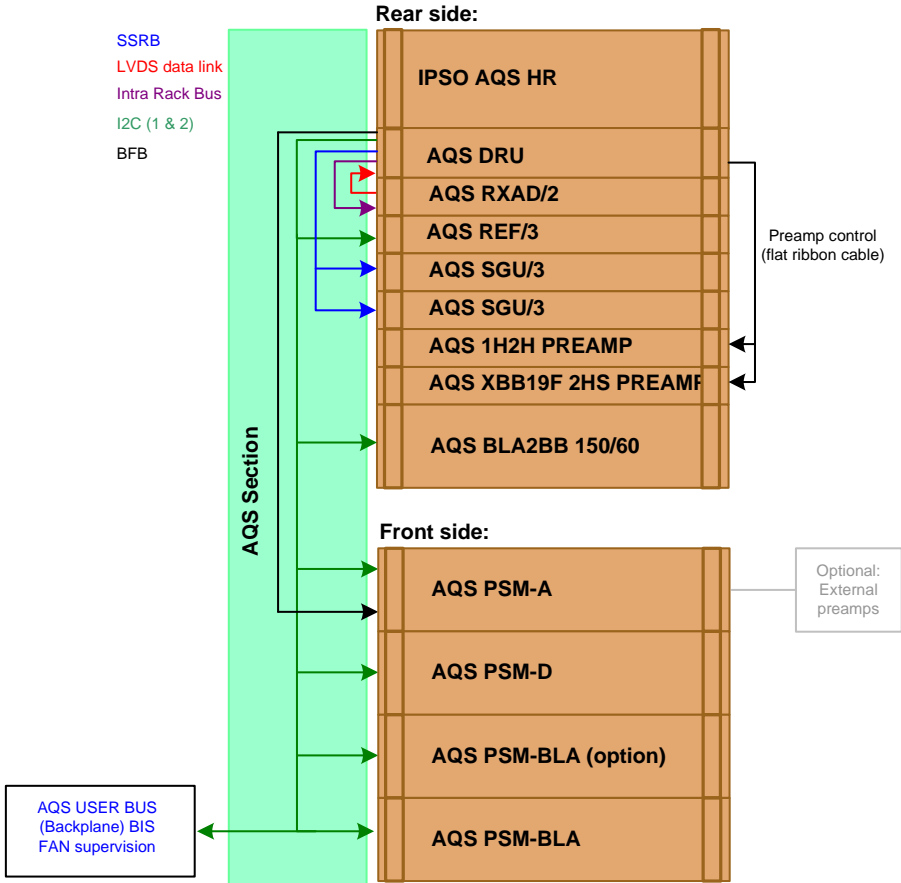 Rear side:
SSRB
LVDS data link
Intra Rack Bus
I2C (1 & 2)
BFB
IPSO AQS HR
AQS DRU
AQS RXAD/2
AQS REF/3
AQS SGU/3
AQS SGU/3
AQS 1H2H PREAMP
AQS XBB19F 2HS PREAMP
AQS BLA2BB 150/60
Preamp control
(flat ribbon cable)
AQS Section
Front side:
AQS PSM-A
AQS PSM-D
AQS PSM-BLA (option)
AQS PSM-BLA
Optional:
External
preamps
AQS USER BUS
(Backplane) BIS
FAN supervision